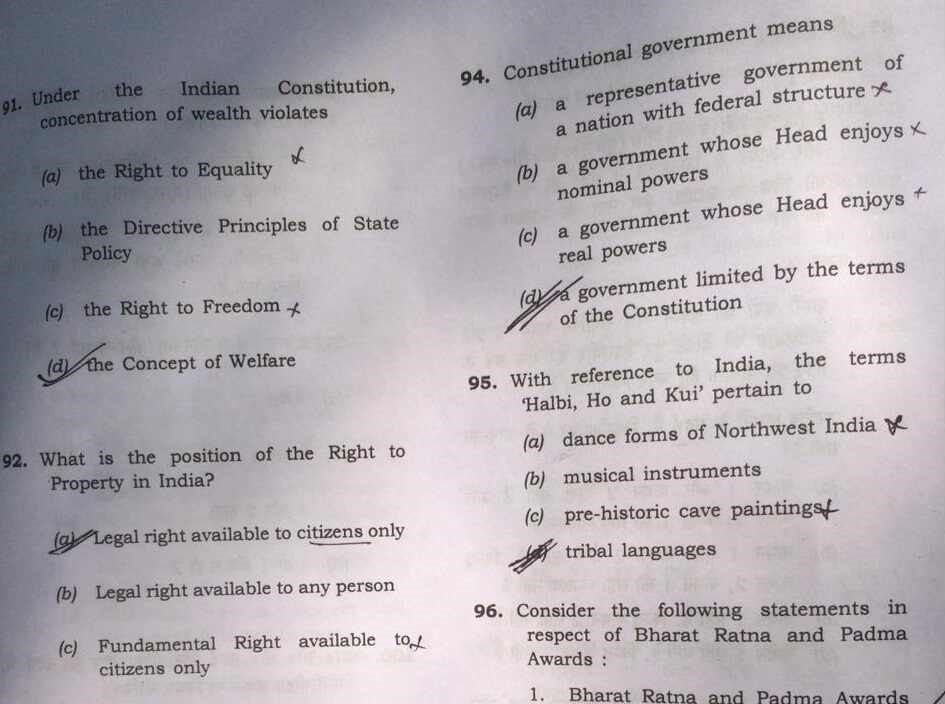 91. Under the Indian Constitution,
concentration of wealth violates
(a) the Right to Equality
(b) the Directive Principles of State
Policy
(c) the Right to Freedom
(d) the Concept of Welfare
92. What is the position of the Right to
Property in India?
(a) Legal right available to citizens only
(b) Legal right available to any person
(c) Fundamental Right available to
citizens only
94. Constitutional government means
(a) a representative government of
a nation with federal structure
(b) a government whose Head enjoys
nominal powers
(c) a government whose Head enjoys
real powers
(d) a government limited by the terms
of the Constitution
95. With reference to India, the terms
‘Halbi, Ho and Kui’ pertain to
(a) dance forms of Northwest India
(b) musical instruments
(c) pre-historic cave paintings
(d) tribal languages
96. Consider the following statements in
respect of Bharat Ratna and Padma
Awards :
1. Bharat Ratna and Padma Awards